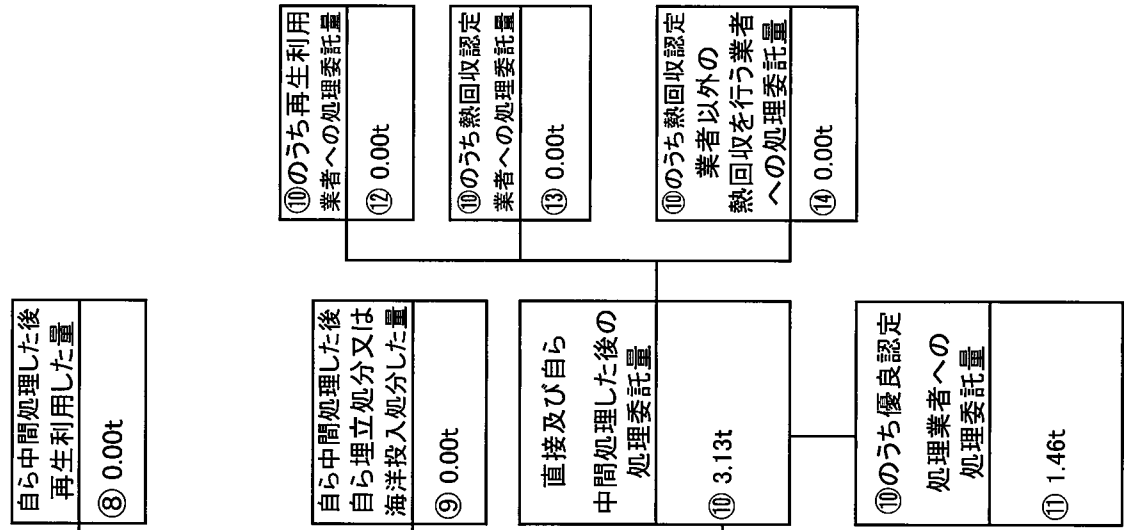 自ら中間処理した後
再生利用した量
⑧ 0.00t
自ら中間処理した後
自ら埋立処分又は
海洋投入処分した量
⑨ 0.00t
直接及び自ら
中間処理した後の
処理委託量
⑩ 3.13t
⑩のうち優良認定
処理業者への
処理委託量
⑪ 1.46t
⑩のうち再生利用
業者への処理委託量
⑫ 0.00t
⑩のうち熱回収認定
業者への処理委託量
⑬ 0.00t
⑩のうち熱回収認定
業者以外の
熱回収を行う業者
への処理委託量
⑭ 0.00t